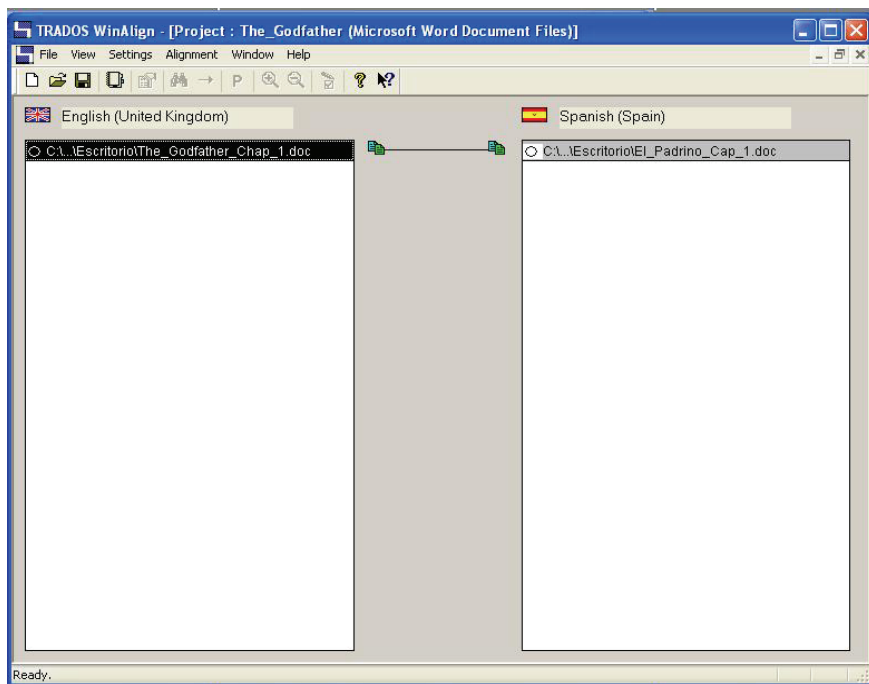 TRADOS WinAlign - [Project : The_Godfather (Microsoft Word Document Files)]
File View Settings Alignment Window Help
P
English (United Kingdom)
Spanish (Spain)
C:\...\Escritorio\The_Godfather_Chap_1.doc
C:\...\Escritorio\El_Padrino_Cap_1.doc
Ready.